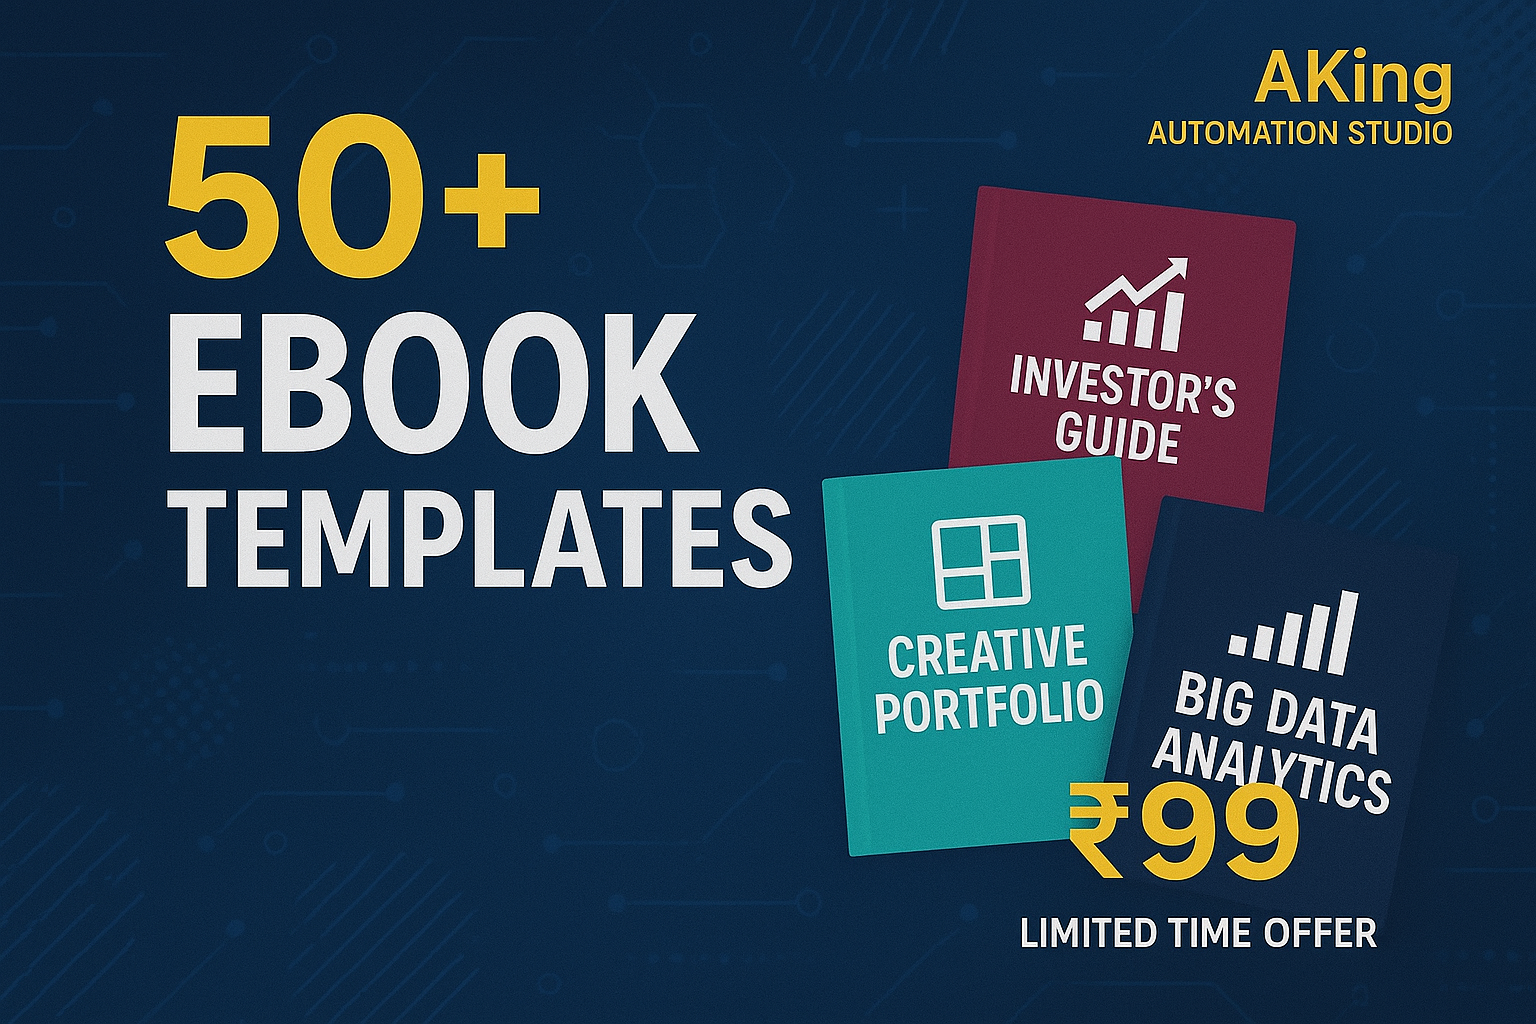 50+
EBOOK
TEMPLATES
AKing
AUTOMATION STUDIO
INVESTOR'S
GUIDE
CREATIVE
PORTFOLIO
BIG DATA
ANALYTICS
₹99
LIMITED TIME OFFER